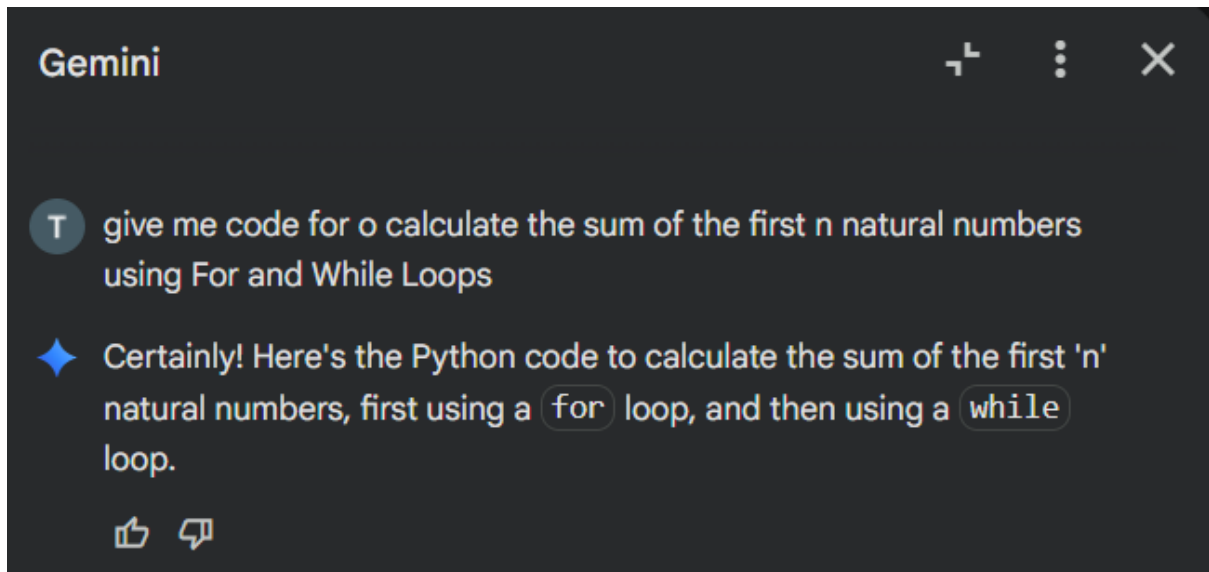 Gemini
T
give me code for o calculate the sum of the first n natural numbers
using For and While Loops
Certainly! Here's the Python code to calculate the sum of the first 'n'
natural numbers, first using a for loop, and then using a while
loop.